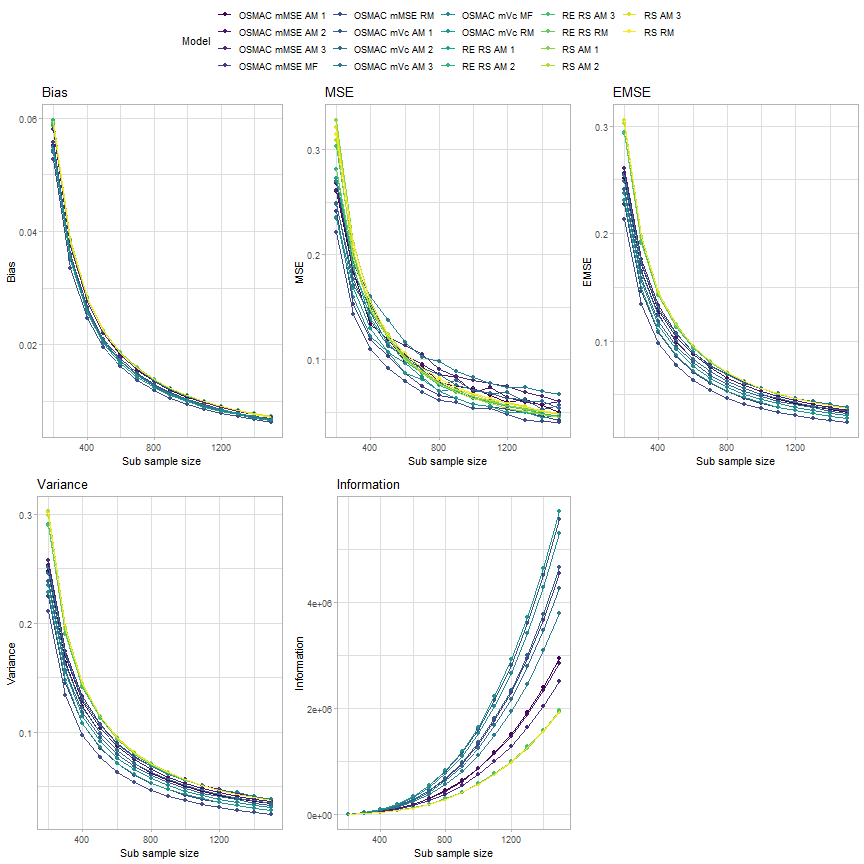 OSMAC mMSE AM 1 OSMAC mMSE RM OSMAC mVc MF RE RS AM 3 RS AM 3
OSMAC mMSE AM 2 OSMAC mVc AM 1 OSMAC mVc RM RE RS RM RS RM
Model
OSMAC mMSE AM 3 OSMAC mVc AM 2 RE RS AM 1 RS AM 1
OSMAC mMSE MF OSMAC mVc AM 3 RE RS AM 2 RS AM 2
Bias
0.06
0.04
0.02
Bias
400 800 1200
Sub sample size
MSE
0.3
0.2
0.1
MSE
400 800 1200
Sub sample size
EMSE
0.3
0.2
0.1
EMSE
400 800 1200
Sub sample size
Variance
0.3
0.2
0.1
Variance
400 800 1200
Sub sample size
Information
4e+06
2e+06
0e+00
Information
400 800 1200
Sub sample size